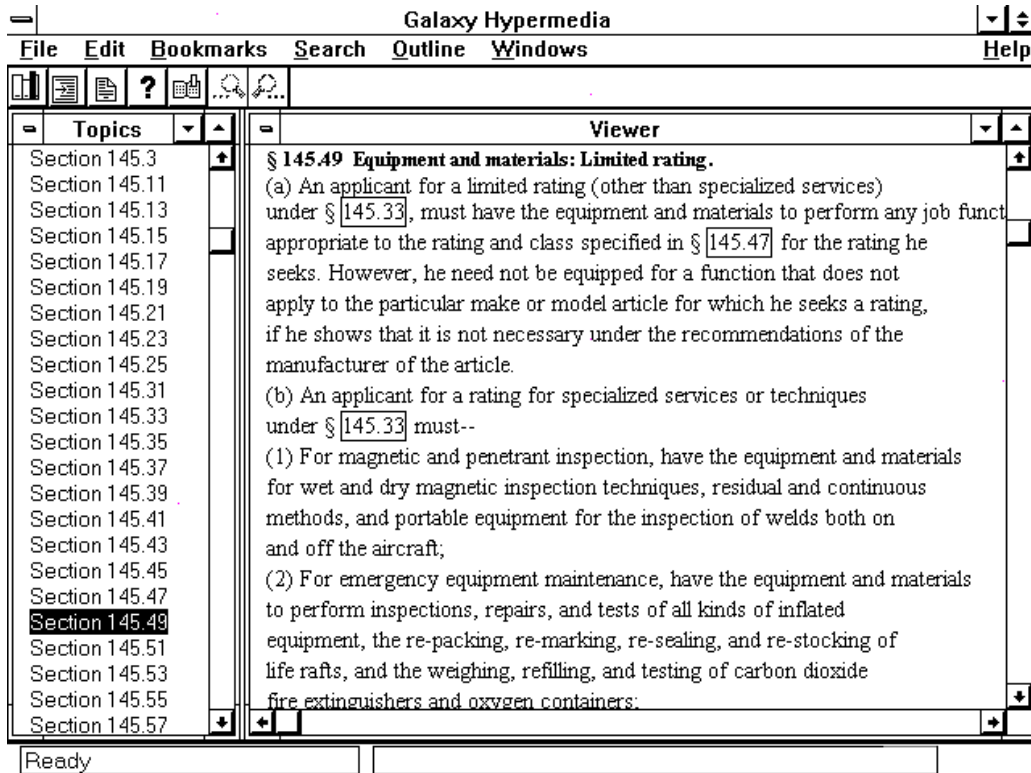 Galaxy Hypermedia
File Edit Bookmarks Search Outline Windows Help
Topics
Section 145.3
Section 145.11
Section 145.13
Section 145.15
Section 145.17
Section 145.19
Section 145.21
Section 145.23
Section 145.25
Section 145.31
Section 145.33
Section 145.35
Section 145.37
Section 145.39
Section 145.41
Section 145.43
Section 145.45
Section 145.47
Section 145.49
Section 145.51
Section 145.53
Section 145.55
Section 145.57
Viewer
§ 145.49 Equipment and materials: Limited rating.
(a) An applicant for a limited rating (other than specialized services)
under § 145.33, must have the equipment and materials to perform any job funct
appropriate to the rating and class specified in § 145.47 for the rating he
seeks. However, he need not be equipped for a function that does not
apply to the particular make or model article for which he seeks a rating,
if he shows that it is not necessary under the recommendations of the
manufacturer of the article.
(b) An applicant for a rating for specialized services or techniques
under § 145.33 must--
(1) For magnetic and penetrant inspection, have the equipment and materials
for wet and dry magnetic inspection techniques, residual and continuous
methods, and portable equipment for the inspection of welds both on
and off the aircraft;
(2) For emergency equipment maintenance, have the equipment and materials
to perform inspections, repairs, and tests of all kinds of inflated
equipment, the re-packing, re-marking, re-sealing, and re-stocking of
life rafts, and the weighing, refilling, and testing of carbon dioxide
fire extinguishers and oxygen containers;
Ready